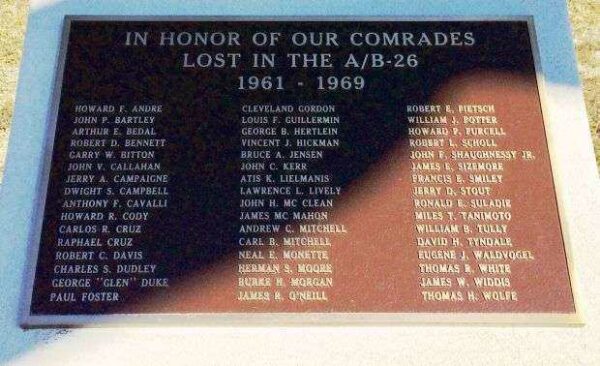 IN HONOR OF OUR COMRADES
LOST IN THE A/B-26
1961 - 1969
HOWARD F. ANDRE
JOHN P. BARTLEY
ARTHUR E. BEDAL
ROBERT D. BENNETT
GARRY W. BITTON
JOHN V. CALLAHAN
JERRY A. CAMPAIGNE
DWIGHT S. CAMPBELL
ANTHONY F. CAVALLI
HOWARD R. CODY
CARLOS R. CRUZ
RAPHAEL CRUZ
ROBERT C. DAVIS
CHARLES S. DUDLEY
GEORGE "GLEN" DUKE
PAUL FOSTER
CLEVELAND GORDON
LOUIS F. GUILLERMIN
GEORGE B. HERTLEIN
VINCENT J. HICKMAN
BRUCE A. JENSEN
JOHN C. KERR
ATIS K. LIELMANIS
LAWRENCE L. LIVELY
JOHN H. MC CLEAN
JAMES MC MAHON
ANDREW C. MITCHELL
CARL B. MITCHELL
NEAL E. MONETTE
HERMAN S. MOORE
BURKE H. MORGAN
JAMES R. O'NEILL
ROBERT E. PIETSCH
WILLIAM J. POTTER
HOWARD P. PURCELL
ROBERT L. SCHOLL
JOHN F. SHAUGHNESSY JR.
JAMES E. SIZEMORE
FRANCIS E. SMILEY
JERRY D. STOUT
RONALD E. SULADIE
MILES T. TANIMOTO
WILLIAM B. TULLY
DAVID H. TYNDALE
EUGENE J. WALDVOGEL
THOMAS R. WHITE
JAMES W. WIDDIS
THOMAS H. WOLFE